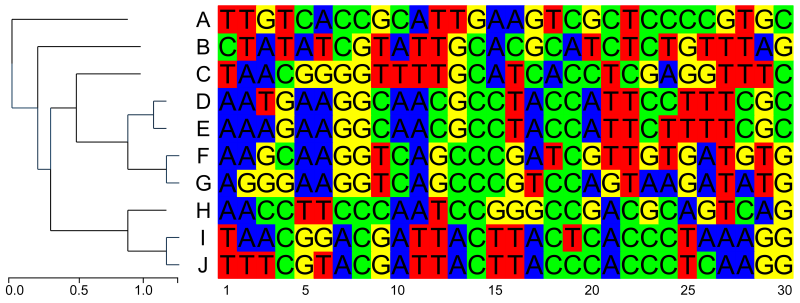 A TTGTCACCGCATTGAAGTCGCTCCCCGTGC
B CTATATCGTATTGCACGCATCTCTGTTTAG
C TAACGGGGTTTTGCATCACCTCGAGGTTTC
D AATGAAGGCAACGCCTACCATTCCTTTCGC
E AAAGAAGGCAACGCCTACCATTCTTTTCGC
F AAGCAAGGTCAGCCCGATCGTTGTGATGTG
G AGGGAAGGTCAGCCCGTCCAGTAAGATATG
H AACCTTCCCAATCCGGGCCGACGCAGTCAG
I TAACGGACGATTACTTACTCACCCTAAAGG
J TTTCGTACGATTACTTACCCACCCTCAAGG
0.0 0.5 1.0 1 5 10 15 20 25 30